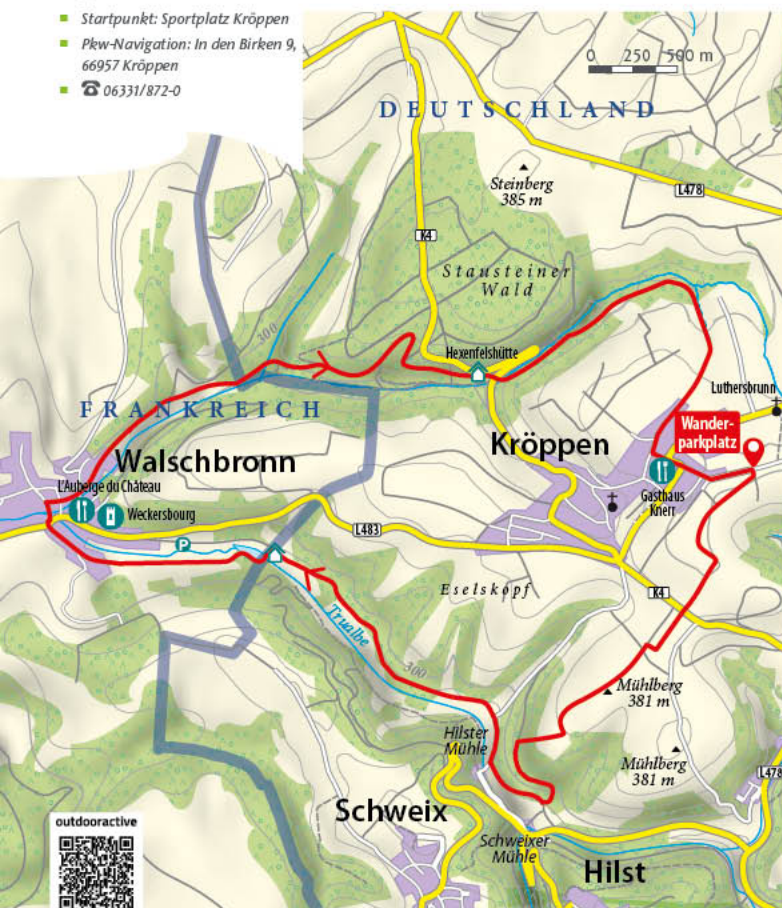 Startpunkt: Sportplatz Kröppen
Pkw-Navigation: In den Birken 9,
66957 Kröppen
☎ 06331/872-0
0 250 500 m
DEUTSCHLAND
Steinberg
385 m
L478
K4
Stausteiner
Wald
300
Hexenfelshütte
Luthersbrunn
FRANKREICH
Wander-
parkplatz
Kröppen
Walschbronn
L'Auberge du Château
Weckersbourg
Gasthaus
Knerr
L483
P
Eselskopf
K4
Trualbe
300
Mühlberg
381 m
Hilster
Mühle
Mühlberg
381 m
L478
Schweix
outdooractive
Schweixer
Mühle
Hilst